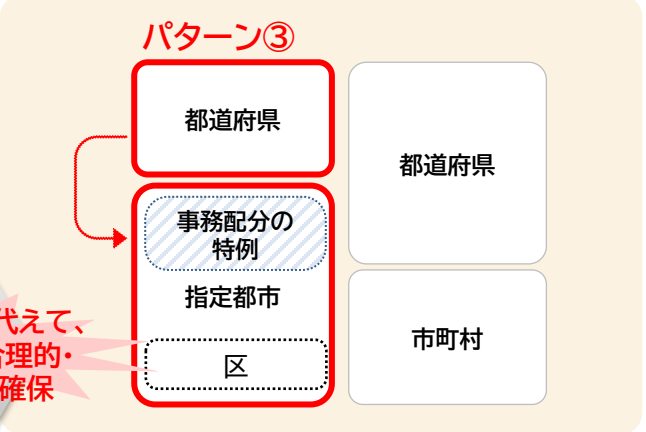 パターン③
都道府県
事務配分の
特例
指定都市
区
都道府県
市町村
代えて、
合理的・
確保